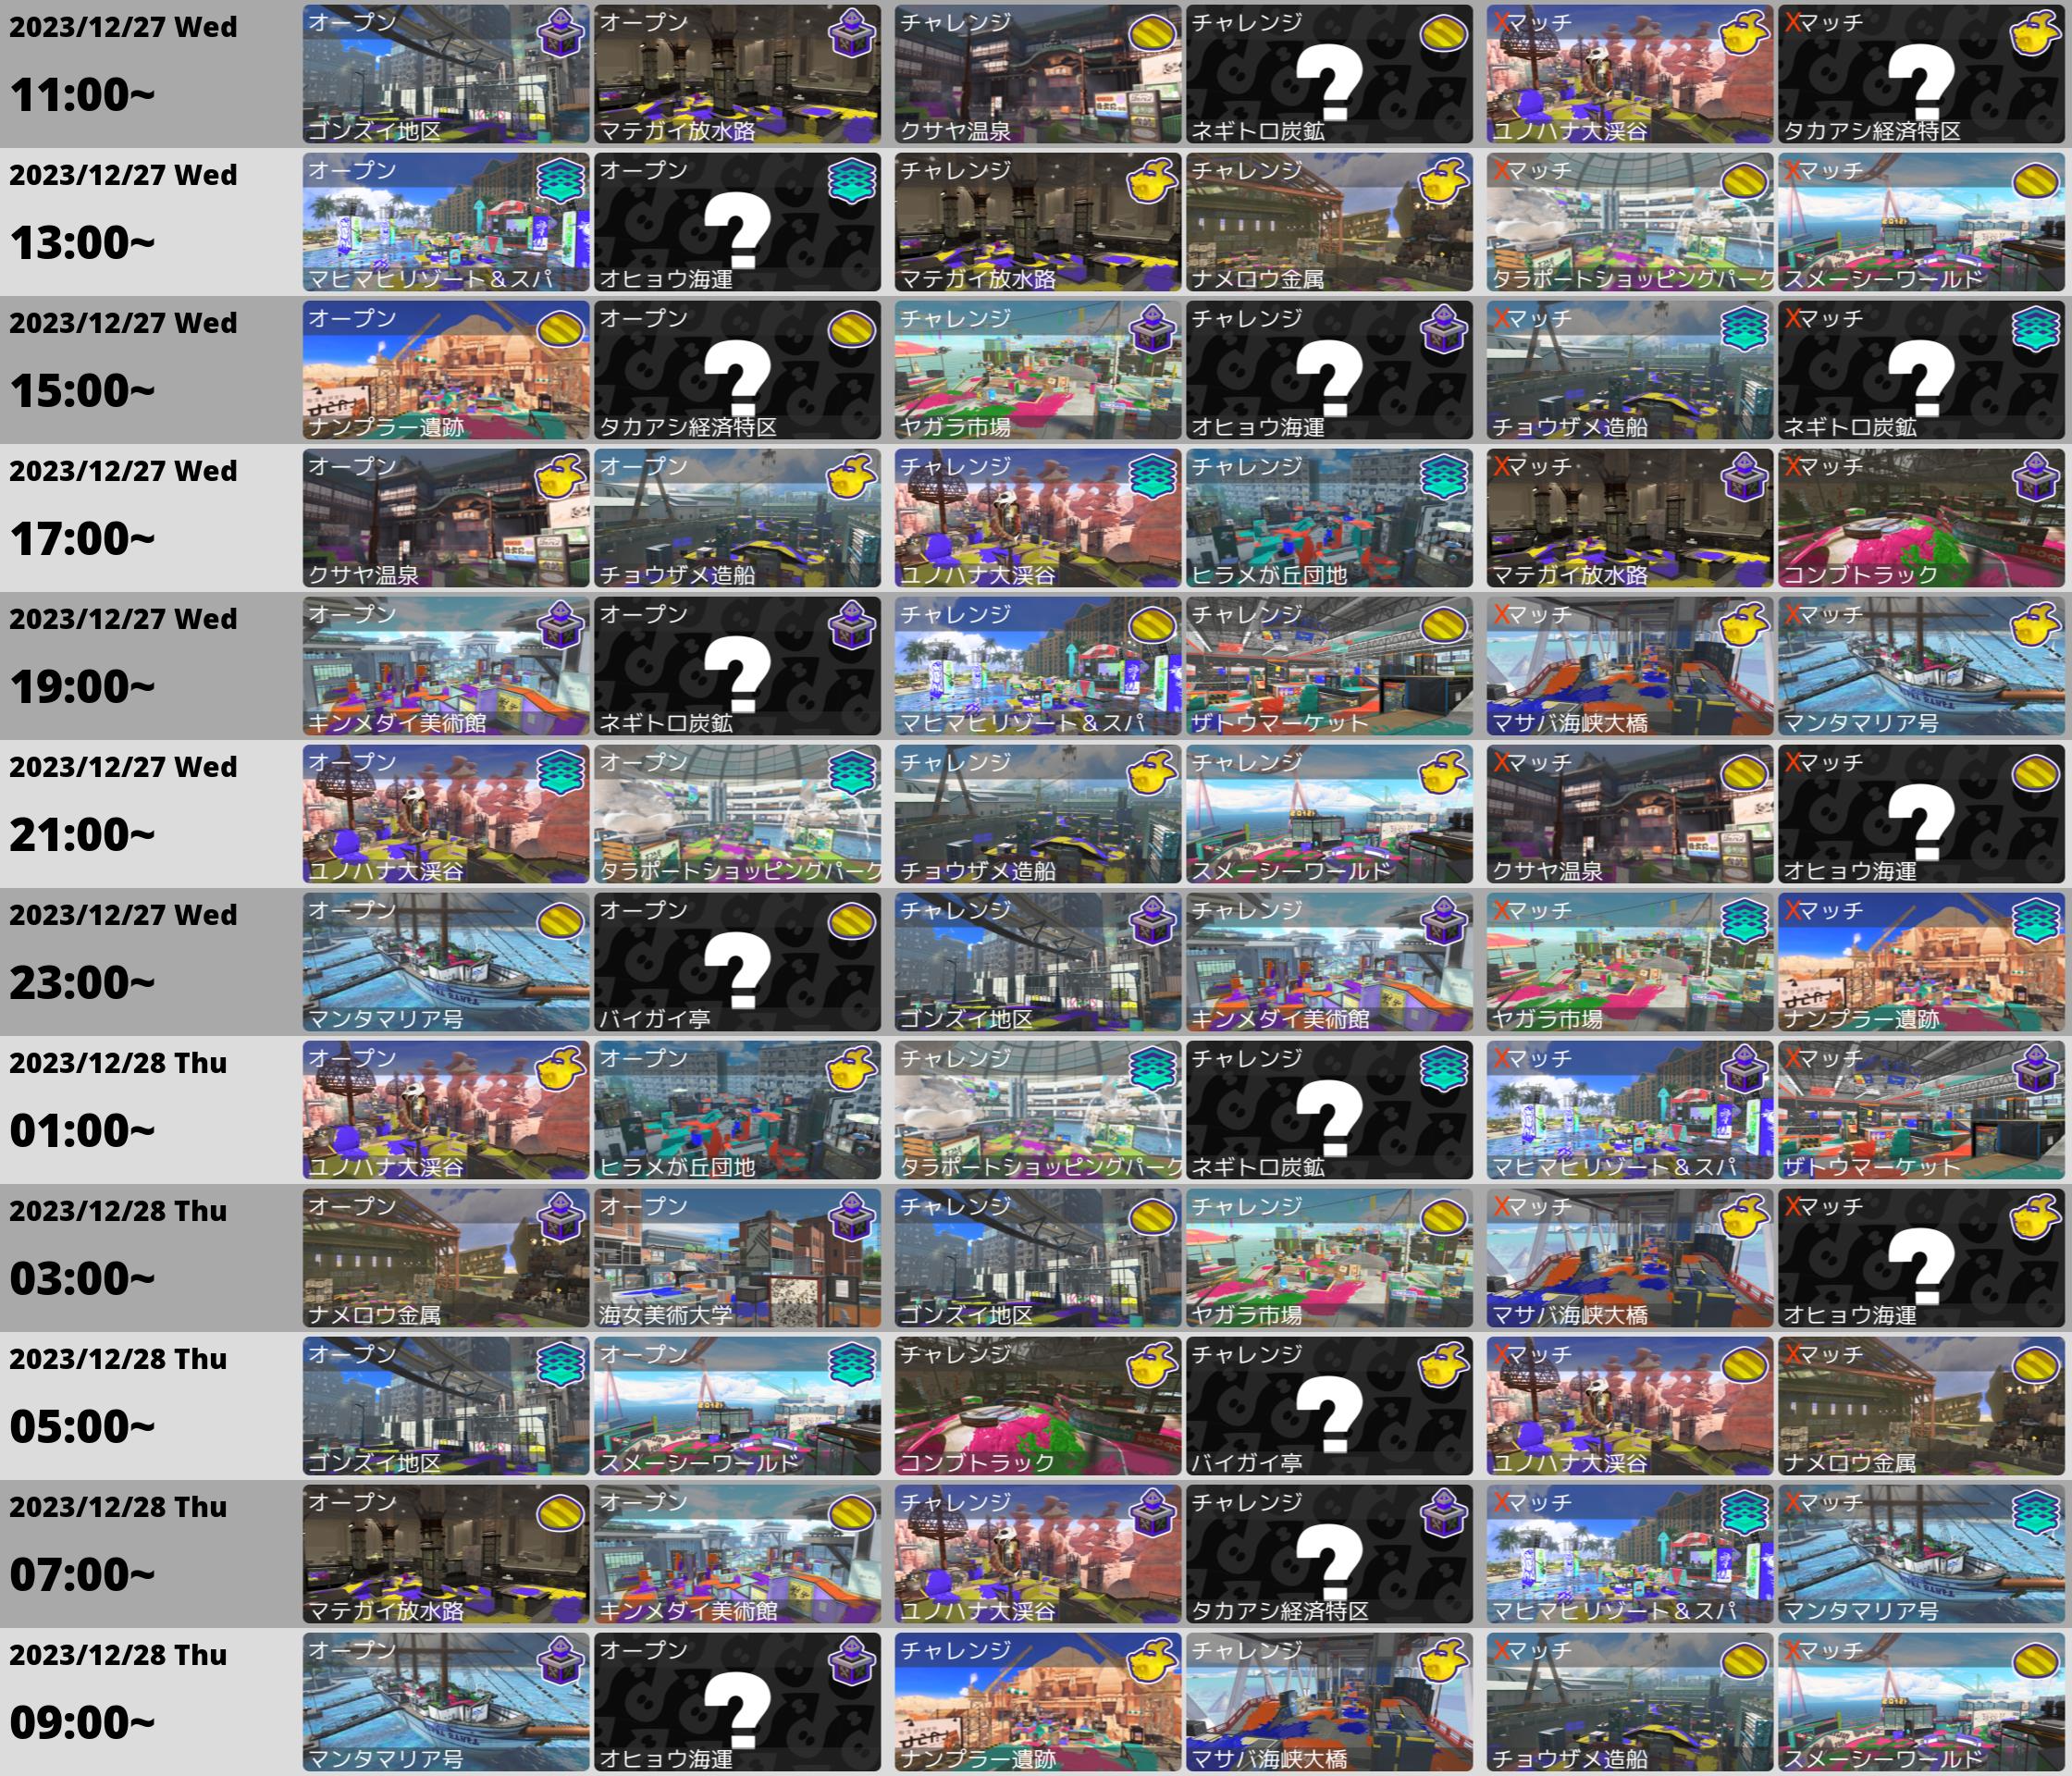 2023/12/27 Wed
11:00~
オープン
ゴンズイ地区
オープン
マテガイ放水路
チャレンジ
クサヤ温泉
チャレンジ
ネギトロ炭鉱
Xマッチ
ユノハナ大渓谷
Xマッチ
タカアシ経済特区
2023/12/27 Wed
13:00~
オープン
マヒマヒリゾート&スパ
オープン
オヒョウ海運
チャレンジ
マテガイ放水路
チャレンジ
ナメロウ金属
Xマッチ
タラポートショッピングパーク
Xマッチ
スメーシーワールド
2023/12/27 Wed
15:00~
オープン
ナンプラー遺跡
オープン
タカアシ経済特区
チャレンジ
ヤガラ市場
チャレンジ
オヒョウ海運
Xマッチ
チョウザメ造船
Xマッチ
ネギトロ炭鉱
2023/12/27 Wed
17:00~
オープン
クサヤ温泉
オープン
チョウザメ造船
チャレンジ
ユノハナ大渓谷
チャレンジ
ヒラメが丘団地
Xマッチ
マテガイ放水路
Xマッチ
コンブトラック
2023/12/27 Wed
19:00~
オープン
キンメダイ美術館
オープン
ネギトロ炭鉱
チャレンジ
マヒマヒリゾート&スパ
チャレンジ
ザトウマーケット
Xマッチ
マサバ海峡大橋
Xマッチ
マンタマリア号
2023/12/27 Wed
21:00~
オープン
ユノハナ大渓谷
オープン
タラポートショッピングパーク
チャレンジ
チョウザメ造船
チャレンジ
スメーシーワールド
Xマッチ
クサヤ温泉
Xマッチ
オヒョウ海運
2023/12/27 Wed
23:00~
オープン
マンタマリア号
オープン
バイガイ亭
チャレンジ
ゴンズイ地区
チャレンジ
キンメダイ美術館
Xマッチ
ヤガラ市場
Xマッチ
ナンプラー遺跡
2023/12/28 Thu
01:00~
オープン
ユノハナ大渓谷
オープン
ヒラメが丘団地
チャレンジ
タラポートショッピングパーク
チャレンジ
ネギトロ炭鉱
Xマッチ
マヒマヒリゾート&スパ
Xマッチ
ザトウマーケット
2023/12/28 Thu
03:00~
オープン
ナメロウ金属
オープン
海女美術大学
チャレンジ
ゴンズイ地区
チャレンジ
ヤガラ市場
Xマッチ
マサバ海峡大橋
Xマッチ
オヒョウ海運
2023/12/28 Thu
05:00~
オープン
ゴンズイ地区
オープン
スメーシーワールド
チャレンジ
コンブトラック
チャレンジ
バイガイ亭
Xマッチ
ユノハナ大渓谷
Xマッチ
ナメロウ金属
2023/12/28 Thu
07:00~
オープン
マテガイ放水路
オープン
キンメダイ美術館
チャレンジ
ユノハナ大渓谷
チャレンジ
タカアシ経済特区
Xマッチ
マヒマヒリゾート&スパ
Xマッチ
マンタマリア号
2023/12/28 Thu
09:00~
オープン
マンタマリア号
オープン
オヒョウ海運
チャレンジ
ナンプラー遺跡
チャレンジ
マサバ海峡大橋
Xマッチ
チョウザメ造船
Xマッチ
スメーシーワールド